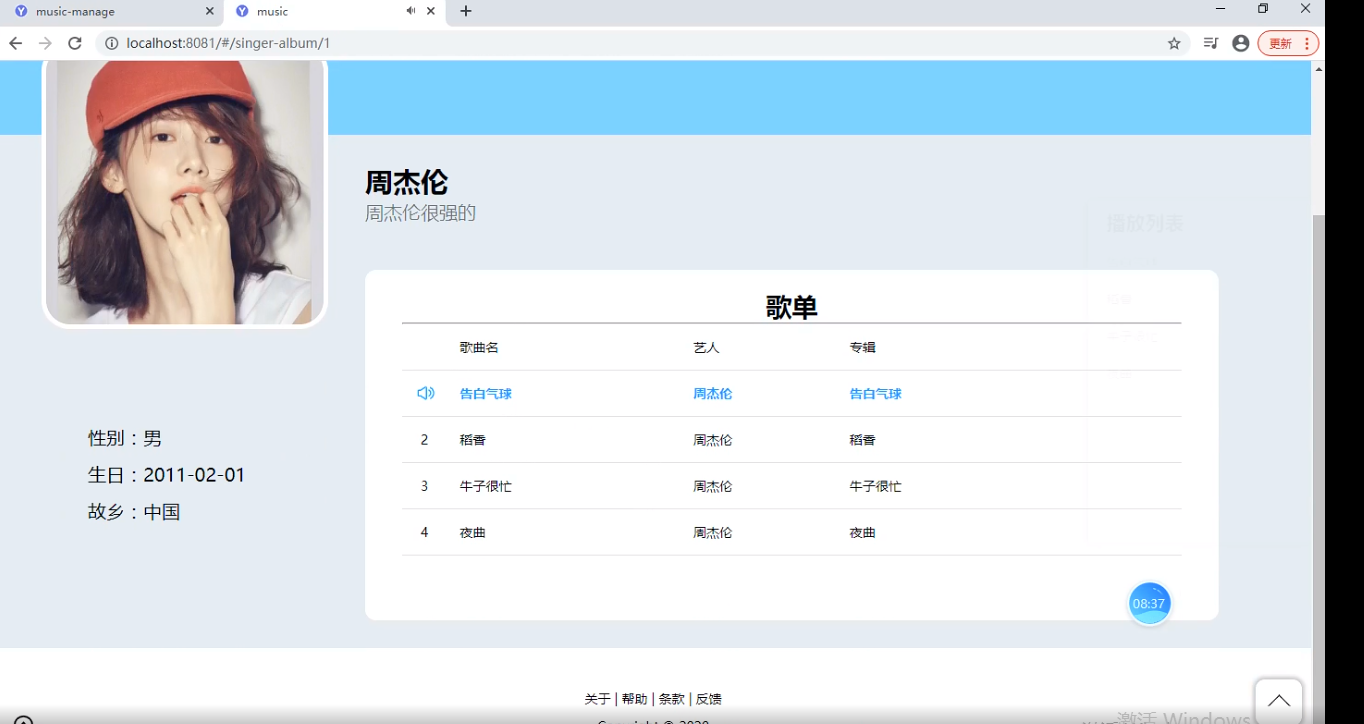 music-manage
music
localhost:8081/#/singer-album/1
更新
周杰伦
周杰伦很强的
播放列表
歌单
歌曲名 艺人 专辑
告白气球 周杰伦 告白气球
2 稻香 周杰伦 稻香
3 牛子很忙 周杰伦 牛子很忙
4 夜曲 周杰伦 夜曲
性别：男
生日：2011-02-01
故乡：中国
08:37
关于 | 帮助 | 条款 | 反馈
Copyright © 2020
激活 Windows